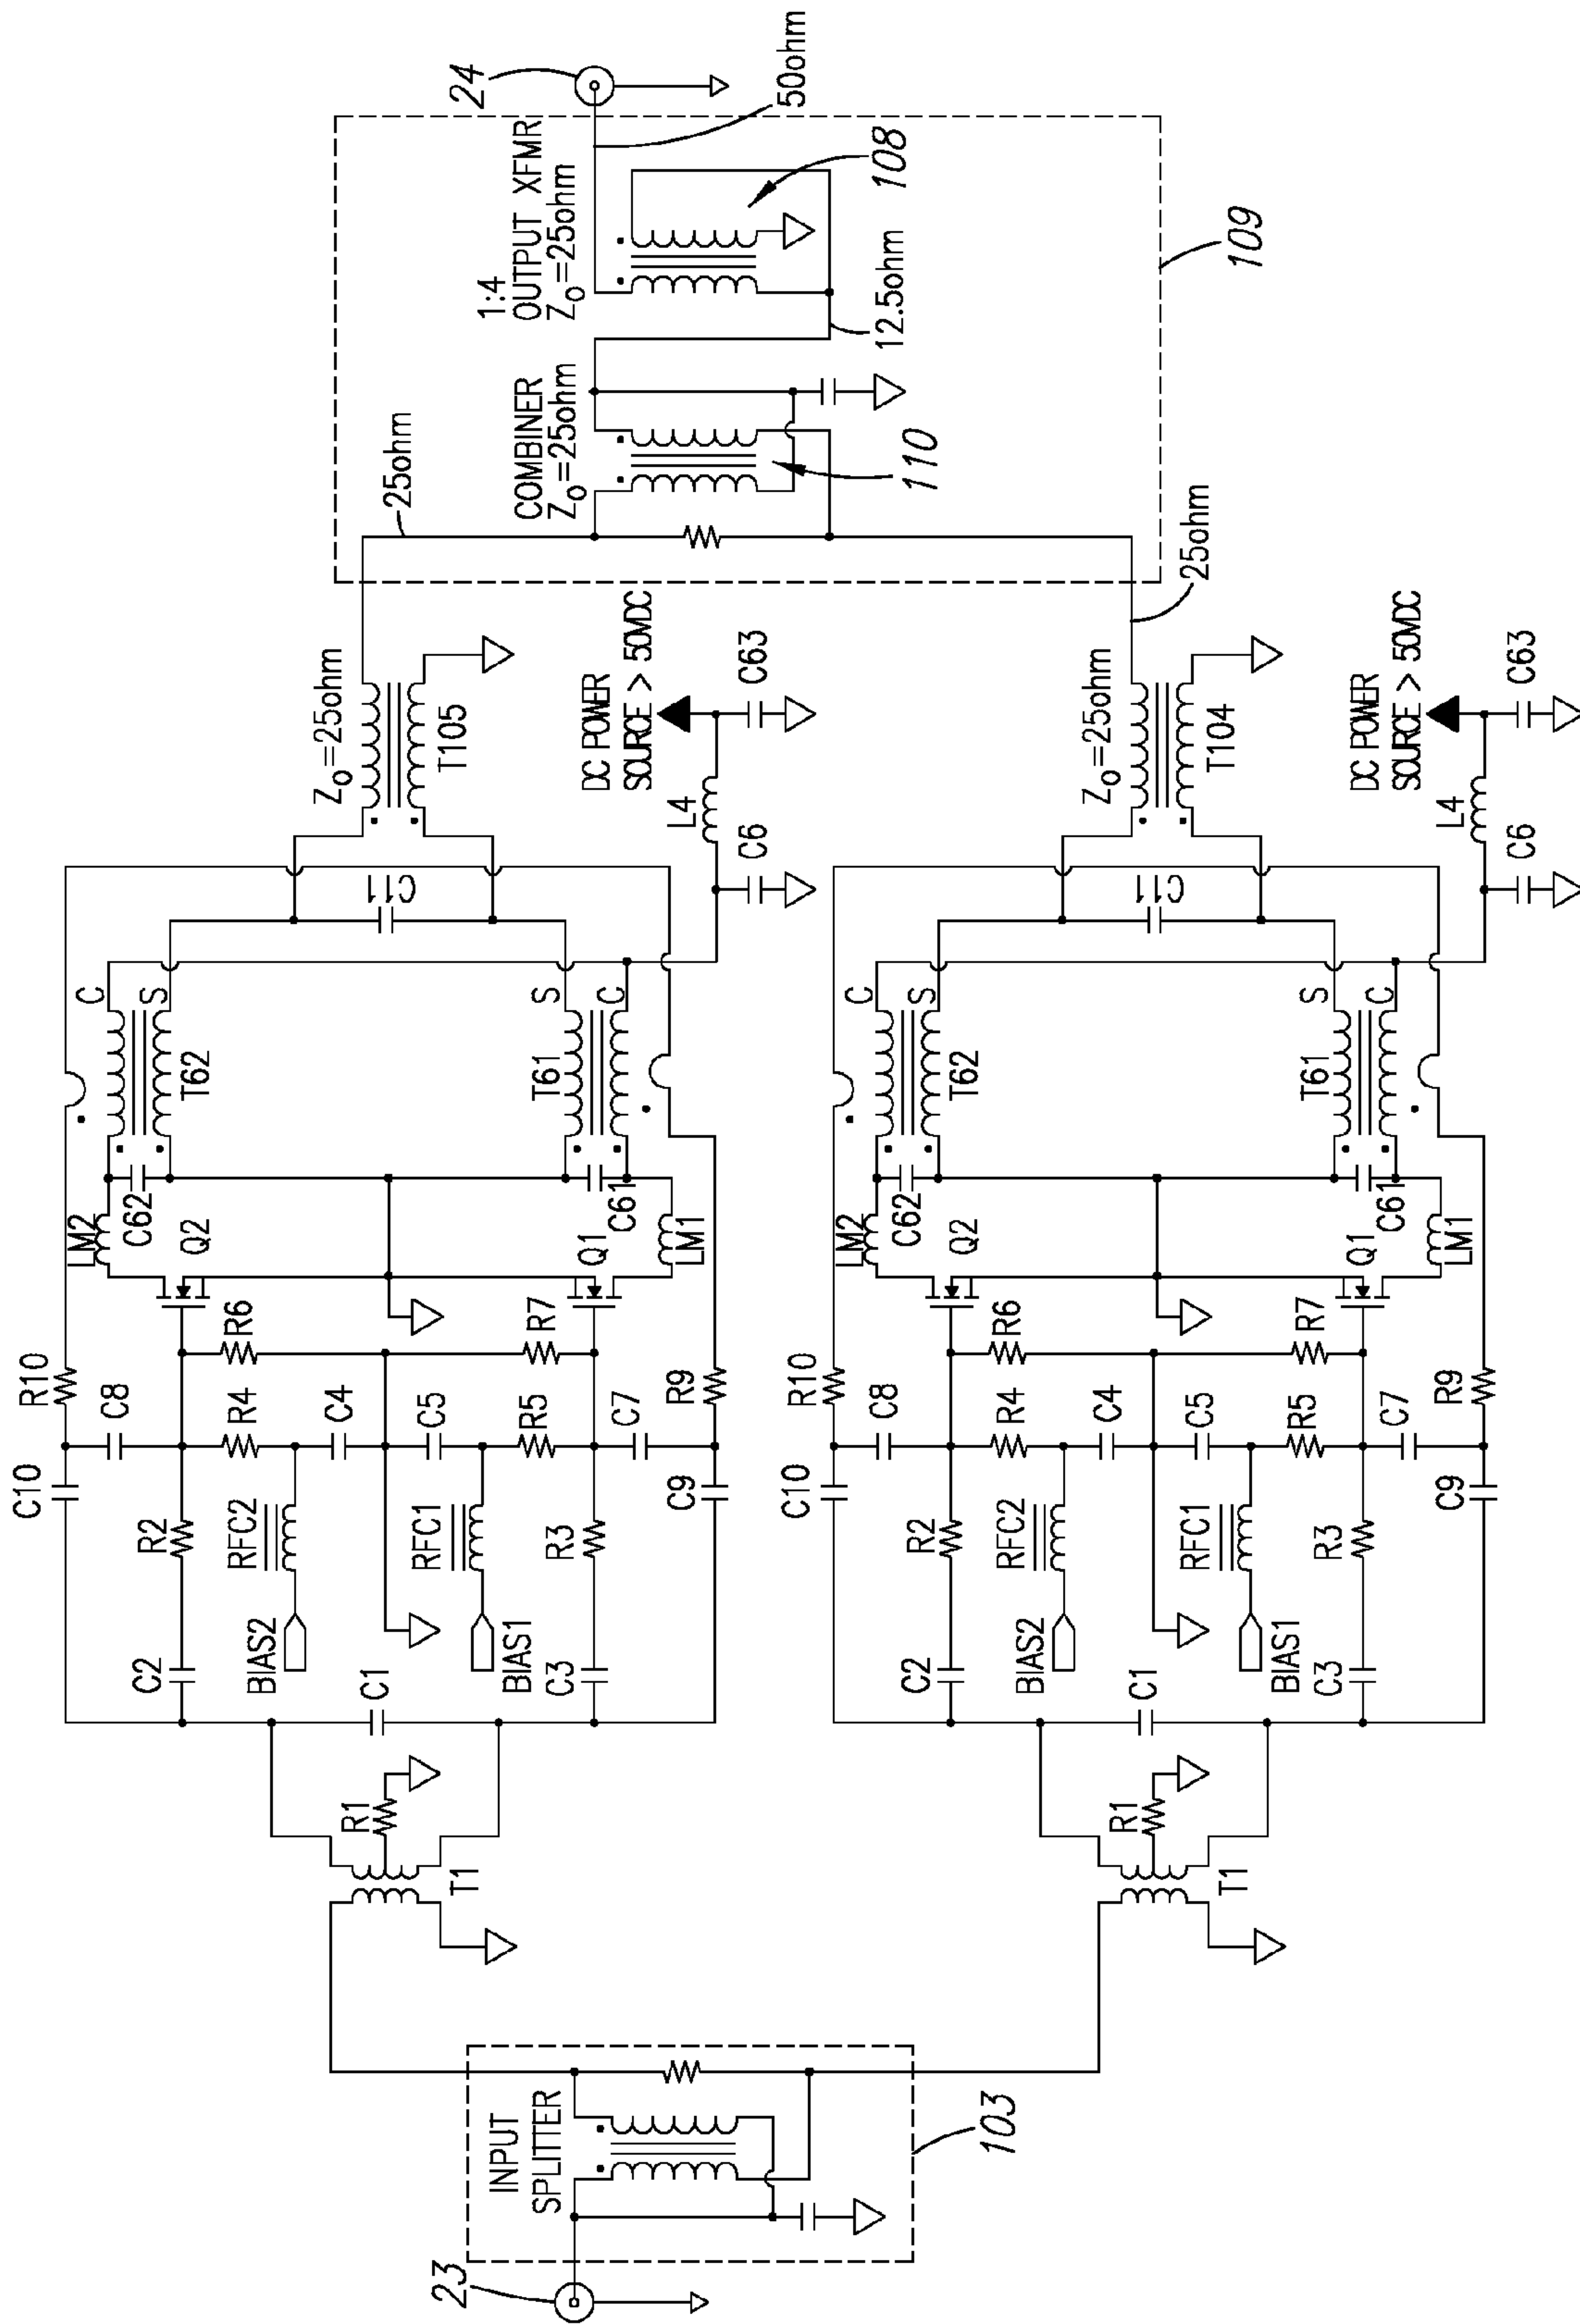 23
INPUT
SPLITTER
103
T1
R1
C1
C2
BIAS2
BIAS1
C3
R2
RFC2
RFC1
R3
C10
C9
R10
C8
R4
C4
C5
R5
C7
R9
R6
R7
Q2
Q1
LM2
C62
C61
LM1
T62
T61
C
S
S
C
C11
C6
L4
C63
DC POWER
SOURCE > 50VDC
Zo=25ohm
T105
T1
R1
C1
C2
BIAS2
BIAS1
C3
R2
RFC2
RFC1
R3
C10
C9
R10
C8
R4
C4
C5
R5
C7
R9
R6
R7
Q2
Q1
LM2
C62
C61
LM1
T62
T61
C
S
S
C
C11
C6
L4
C63
DC POWER
SOURCE > 50VDC
Zo=25ohm
T104
25ohm
25ohm
COMBINER
Zo=25ohm
110
12.5ohm
1:4
OUTPUT XFMR
Zo=25ohm
108
50ohm
109
24